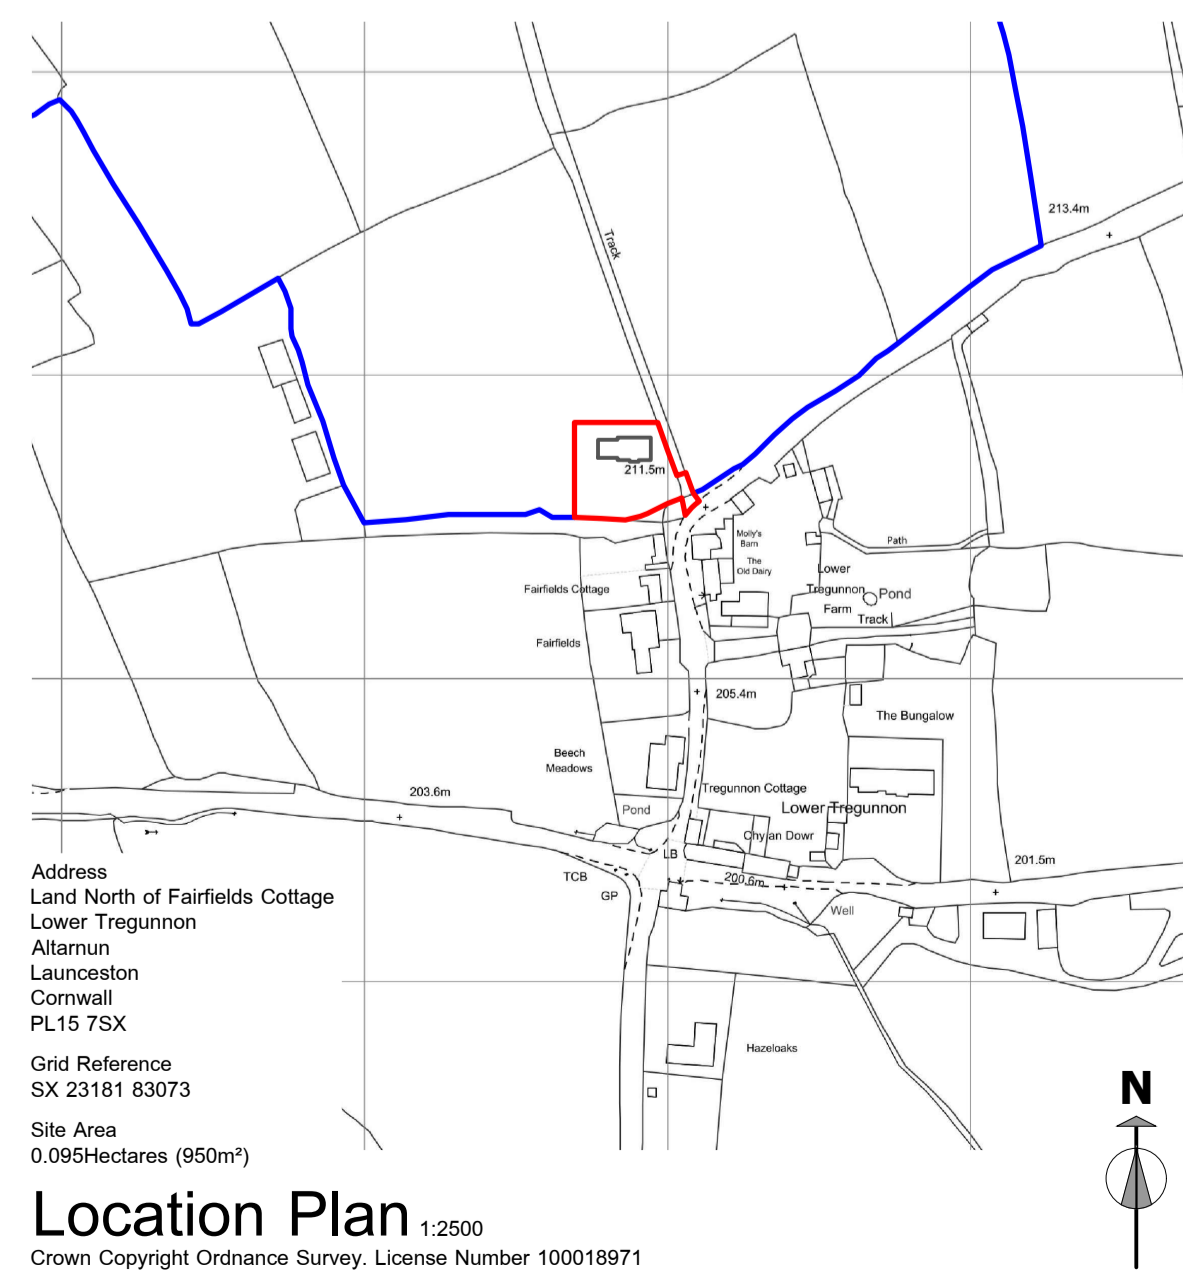 213.4m
Track
211.5m
Molly's
Barn
The
Old Dairy
Path
Lower
Tregunnon
Farm
Pond
Track
Fairfields Cottage
Fairfields
205.4m
The Bungalow
Beech
Meadows
203.6m
Pond
Tregunnon Cottage
Lower Tregunnon
Chylan Dowr
LB
TCB
GP
200.6m
201.5m
Well
Hazeloaks
Address
Land North of Fairfields Cottage
Lower Tregunnon
Altarnun
Launceston
Cornwall
PL15 7SX
Grid Reference
SX 23181 83073
Site Area
0.095Hectares (950m²)
N
Location Plan 1:2500
Crown Copyright Ordnance Survey. License Number 100018971